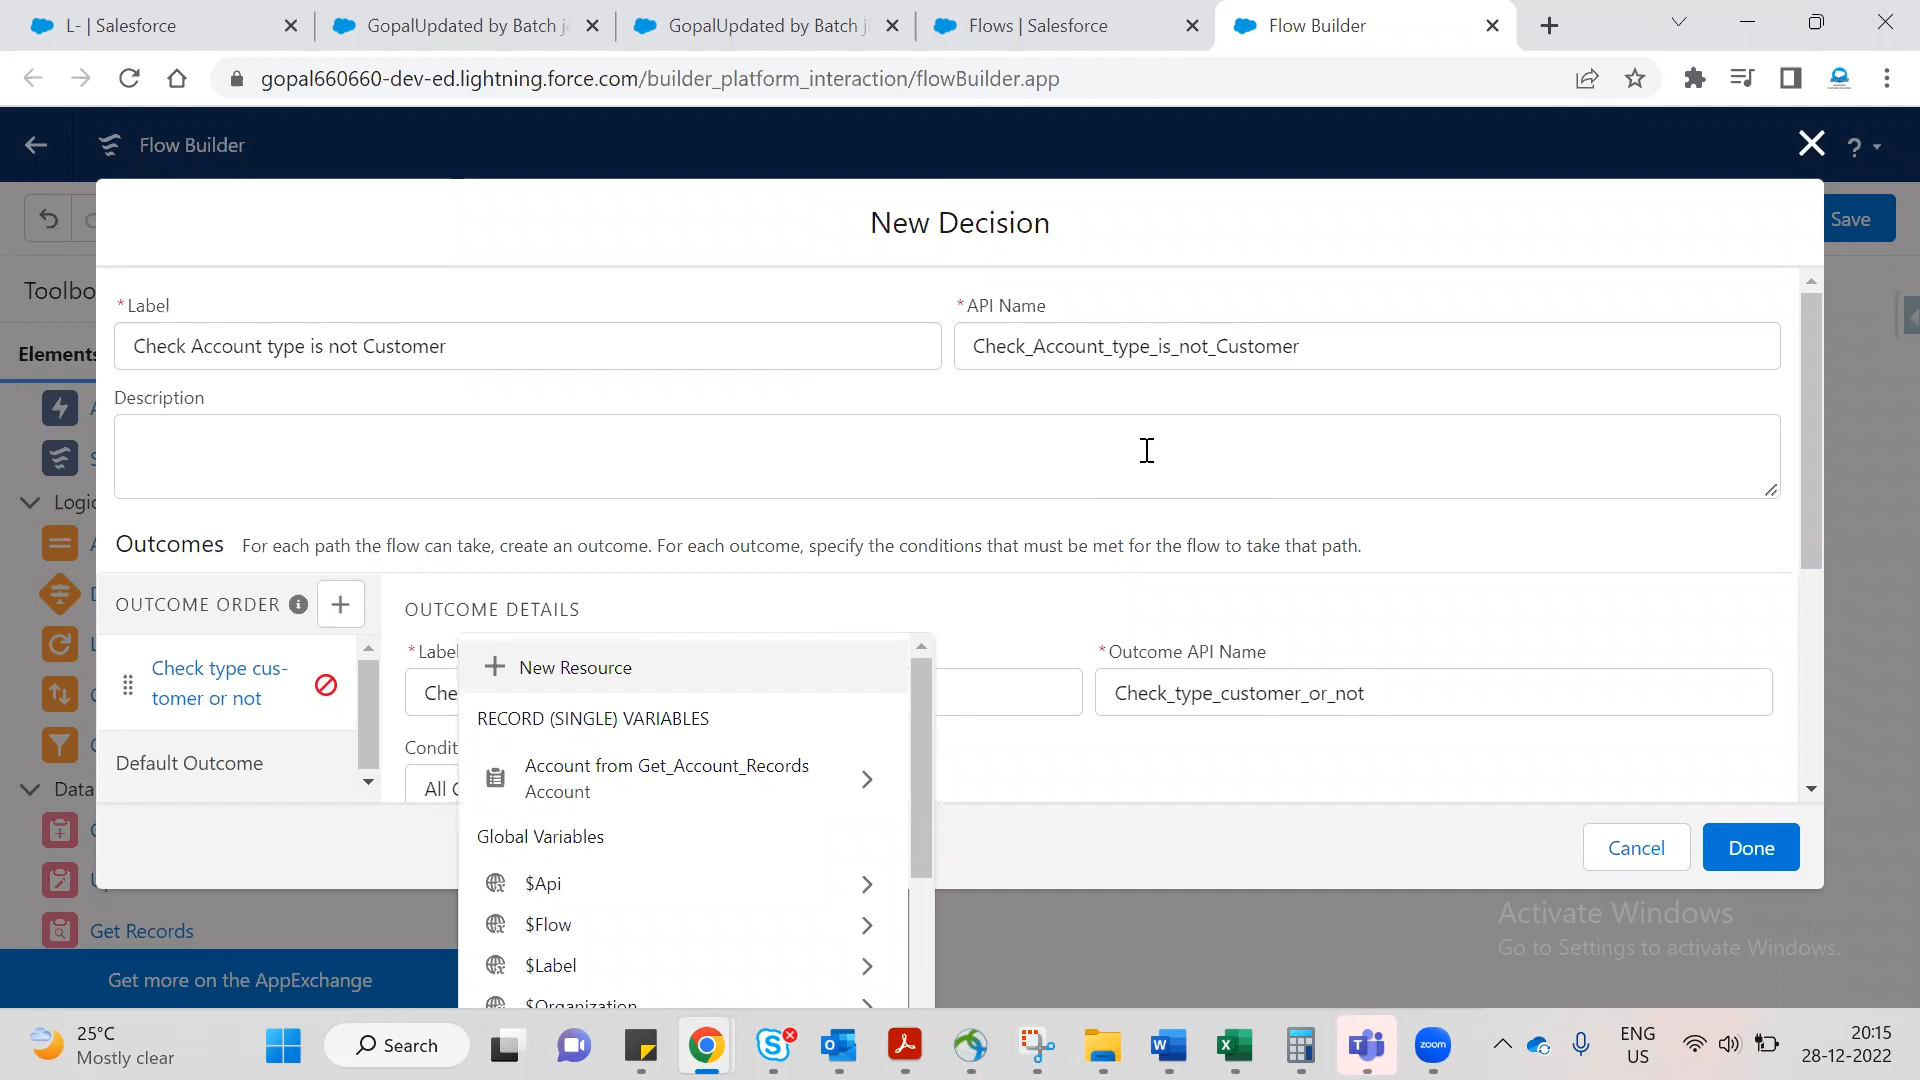 L- | Salesforce
GopalUpdated by Batch j
GopalUpdated by Batch j
Flows | Salesforce
Flow Builder
gopal660660-dev-ed.lightning.force.com/builder_platform_interaction/flowBuilder.app
Flow Builder
?
New Decision
Save
Toolbo
* Label
* API Name
Check Account type is not Customer
Check_Account_type_is_not_Customer
Elements
Description
Logic
Outcomes
For each path the flow can take, create an outcome. For each outcome, specify the conditions that must be met for the flow to take that path.
OUTCOME ORDER
OUTCOME DETAILS
Check type cus-
tomer or not
* Label
* Outcome API Name
New Resource
Che
Check_type_customer_or_not
RECORD (SINGLE) VARIABLES
Condit
Default Outcome
Account from Get_Account_Records
Account
All C
Data
Global Variables
$Api
Cancel
Done
$Flow
Get Records
Activate Windows
Go to Settings to activate Windows.
$Label
Get more on the AppExchange
$Organization
25°C
Mostly clear
Search
zoom
ENG
US
20:15
28-12-2022